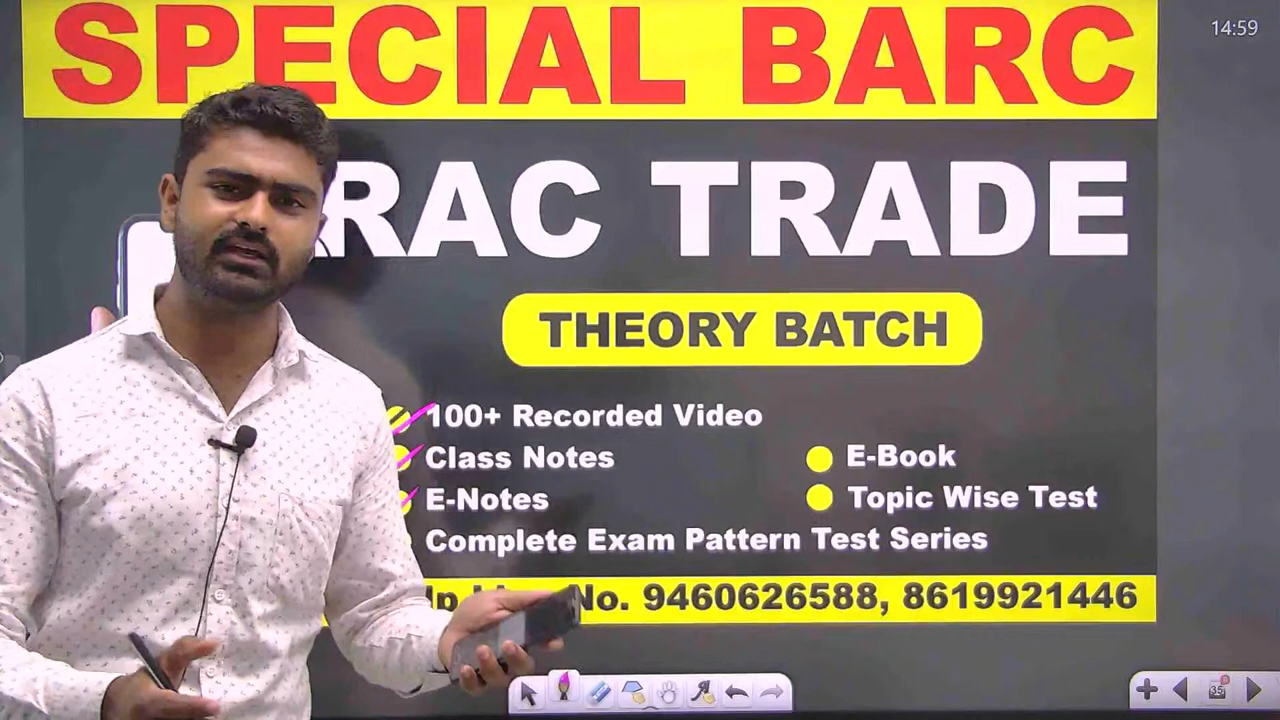 14:59
SPECIAL BARC
RAC TRADE
THEORY BATCH
100+ Recorded Video
Class Notes
E-Book
E-Notes
Topic Wise Test
Complete Exam Pattern Test Series
No. 9460626588, 8619921446
35